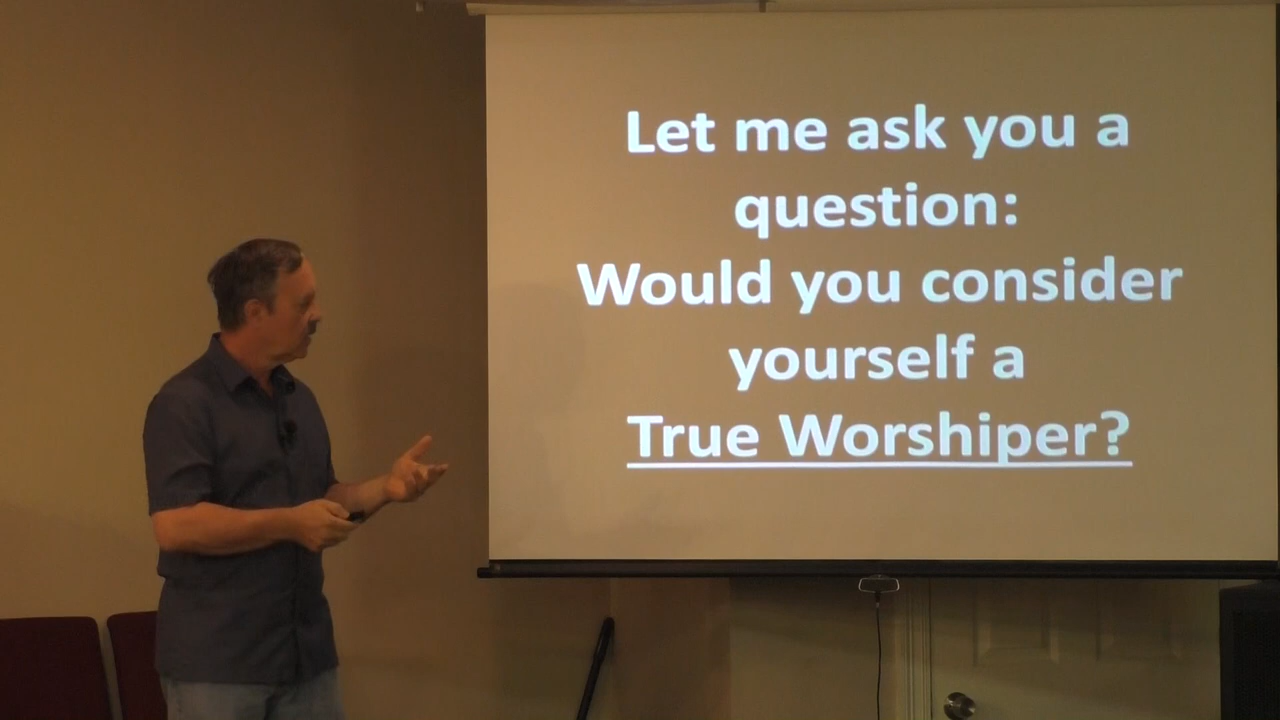 Let me ask you a
question:
Would you consider
yourself a
True Worshiper?